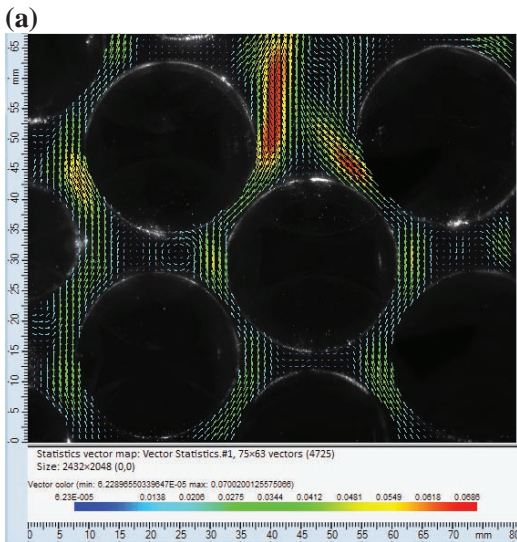 (a)
65
60
55
50
45
40
35
30
25
20
15
10
5
0
mm
Statistics vector map: Vector Statistics.#1, 75×63 vectors (4725)
Size: 2432×2048 (0,0)
Vector color (min: 6.22896550339647E-05 max: 0.0700200125575066)
6.23E-005 0.0138 0.0206 0.0275 0.0344 0.0412 0.0481 0.0549 0.0618 0.0686
0 5 10 15 20 25 30 35 40 45 50 55 60 65 70 mm 80